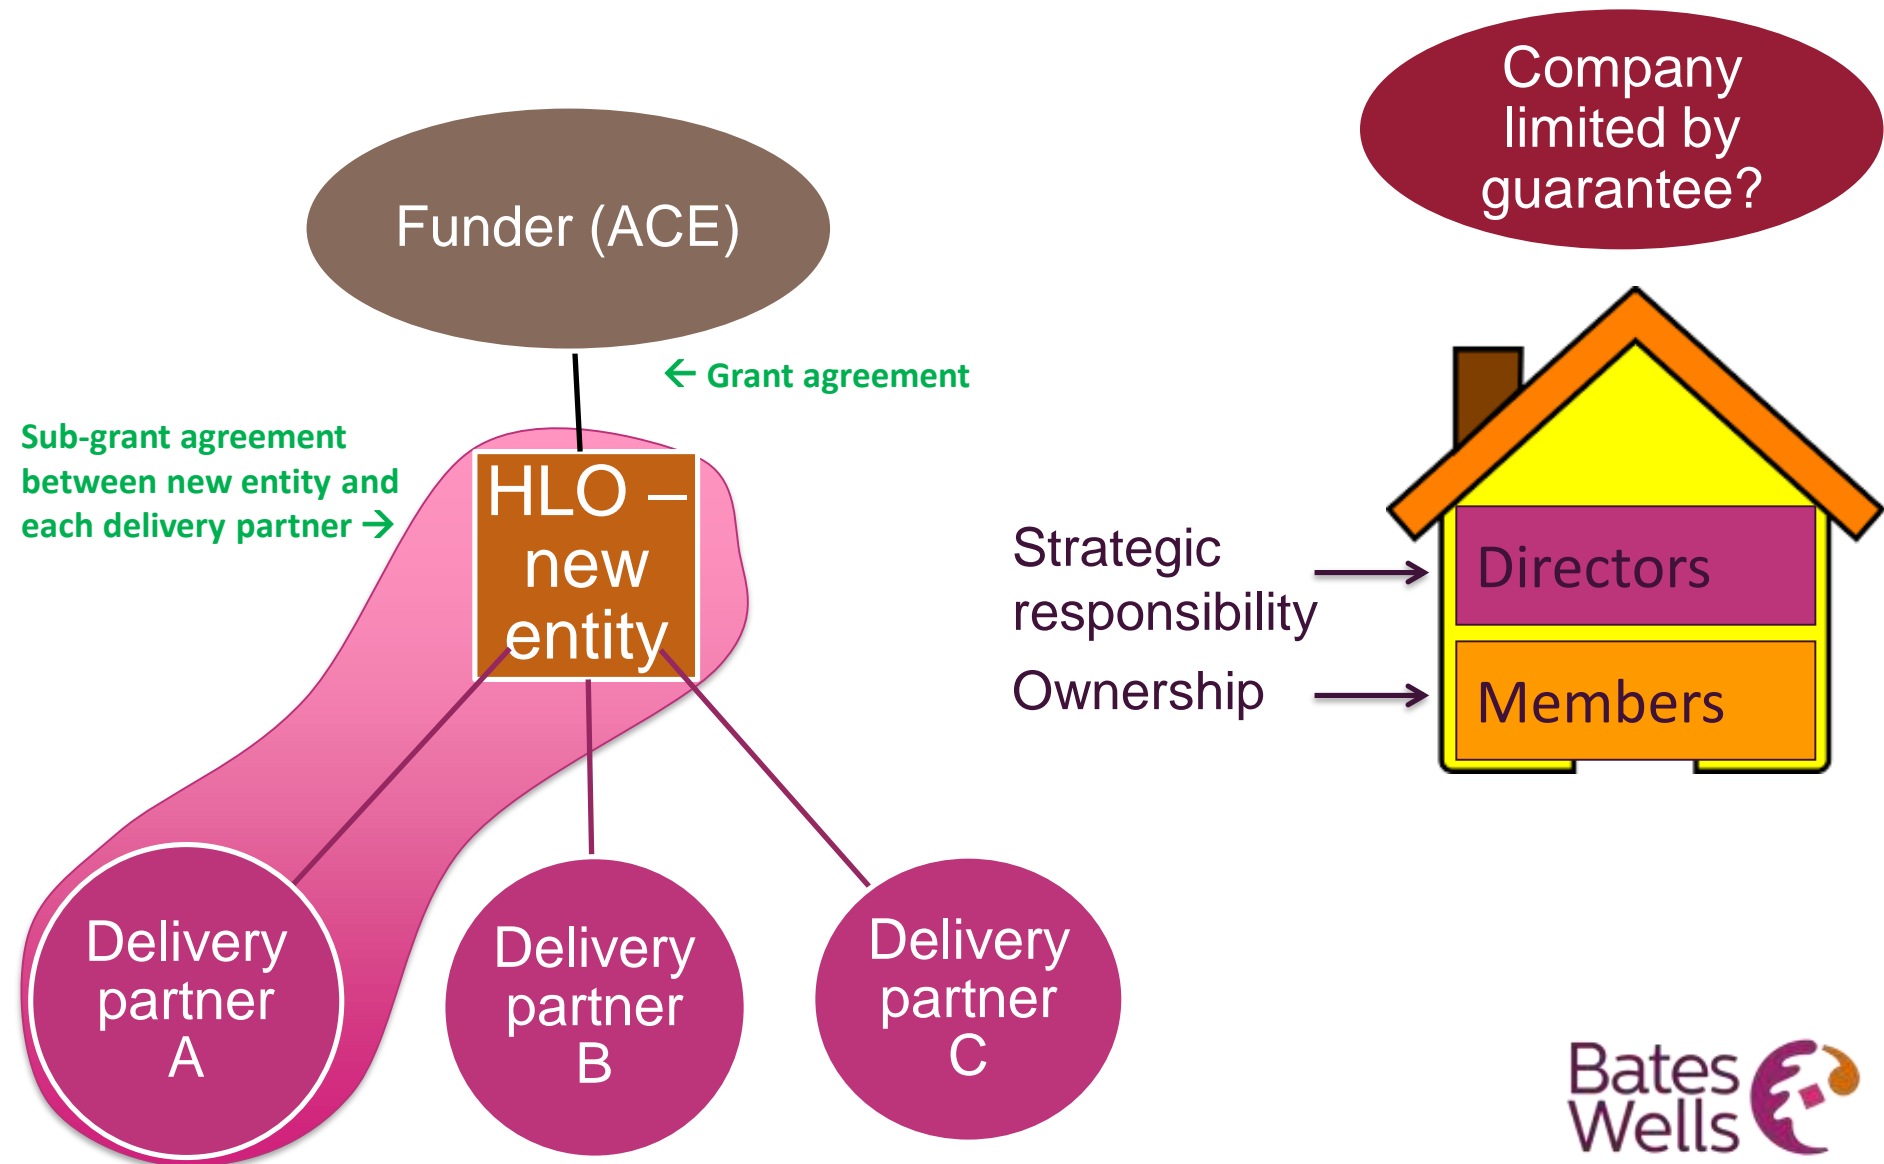 Company
limited by
guarantee?
Funder (ACE)
← Grant agreement
Sub-grant agreement
between new entity and
each delivery partner →
HLO –
new
entity
Strategic
responsibility
Directors
Ownership
Members
Delivery
partner
A
Delivery
partner
B
Delivery
partner
C
Bates
Wells